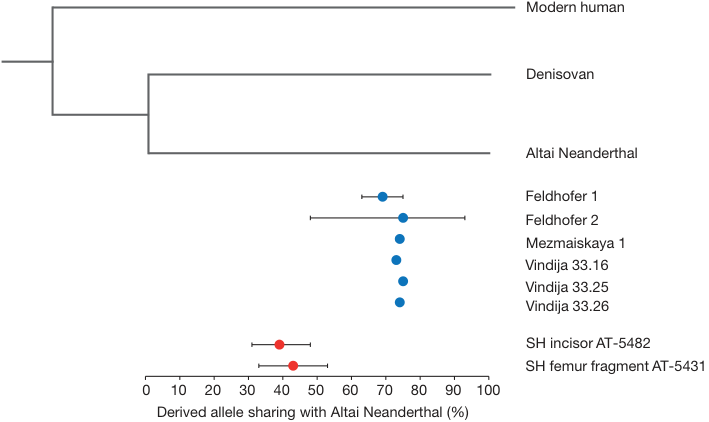 Modern human
Denisovan
Altai Neanderthal
Feldhofer 1
Feldhofer 2
Mezmaiskaya 1
Vindija 33.16
Vindija 33.25
Vindija 33.26
SH incisor AT-5482
SH femur fragment AT-5431
0 10 20 30 40 50 60 70 80 90 100
Derived allele sharing with Altai Neanderthal (%)